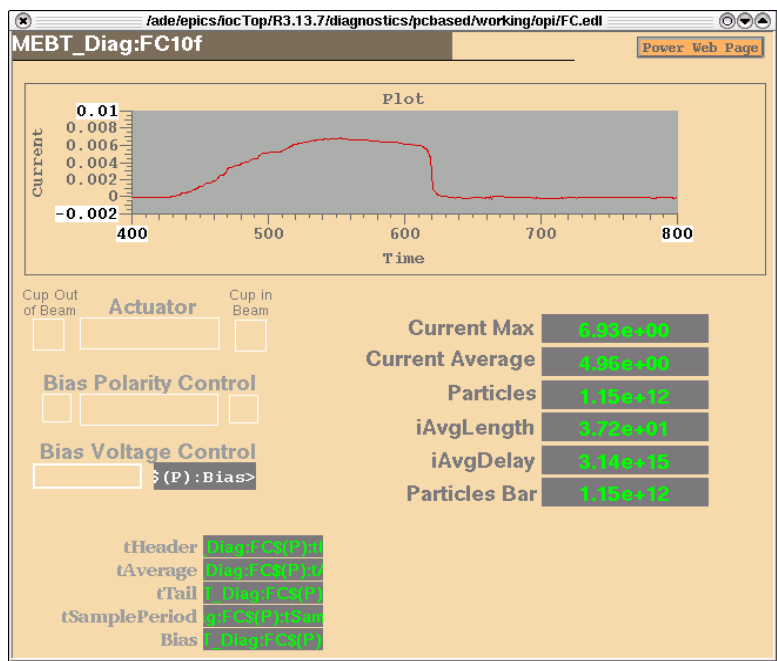 /ade/epics/iocTop/R3.13.7/diagnostics/pcbased/working/opi/FC.edl
MEBT_Diag:FC10f
Power Web Page
Plot
Current
0.01
0.008
0.006
0.004
0.002
0
-0.002
400
500
600
700
800
Time
Cup Out
of Beam
Actuator
Cup in
Beam
Bias Polarity Control
Bias Voltage Control
$(P):Bias>
Current Max 6.93e+00
Current Average 4.96e+00
Particles 1.15e+12
iAvgLength 3.72e+01
iAvgDelay 3.14e+15
Particles Bar 1.15e+12
tHeader Diag:FC$(P):tH
tAverage Diag:FC$(P):tA
tTail T_Diag:FC$(P)
tSamplePeriod g:FC$(P):tSam
Bias T_Diag:FC$(P)